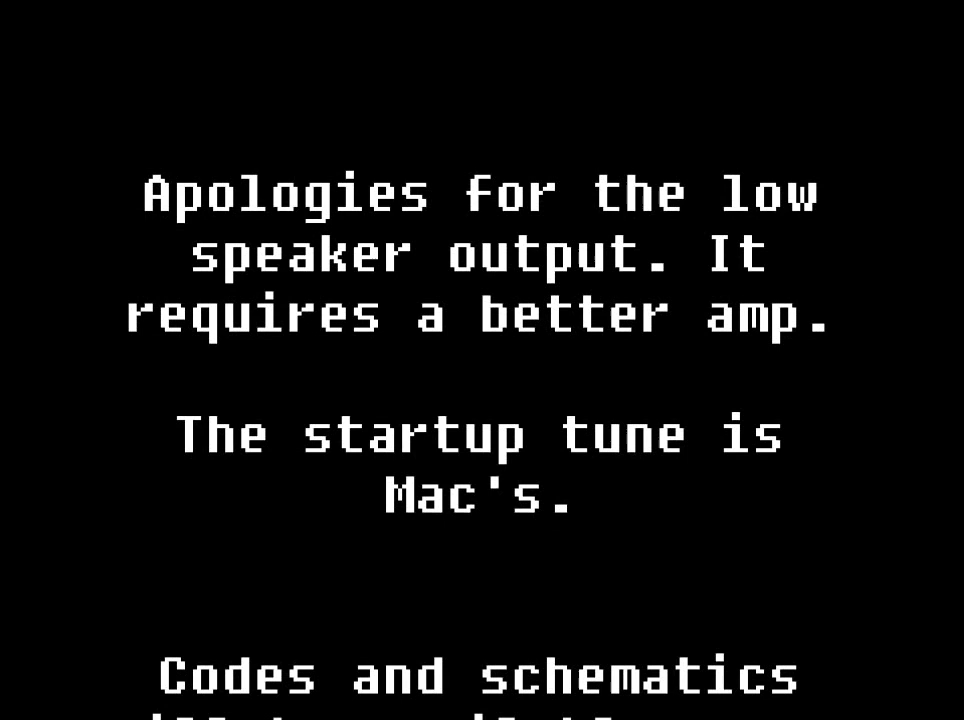 Apologies for the low
speaker output. It
requires a better amp.
The startup tune is
Mac's.
Codes and schematics